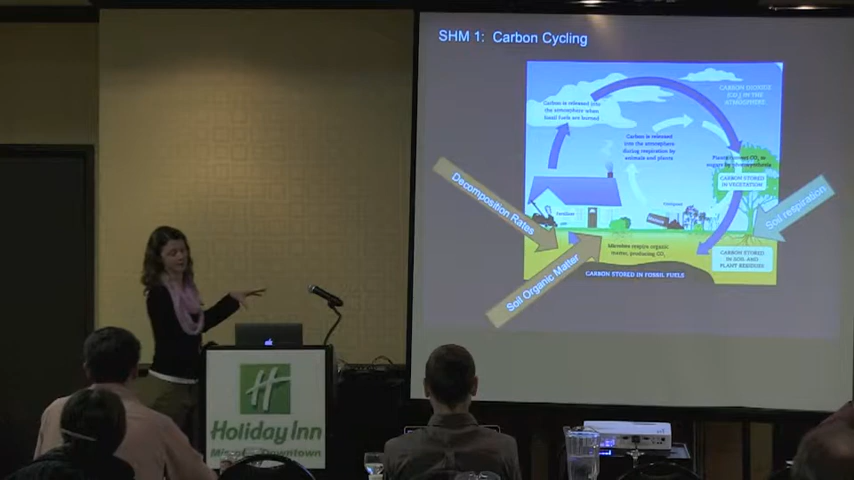 SHM 1: Carbon Cycling
CARBON DIOXIDE
(CO₂) IN THE
ATMOSPHERE
Carbon is released into
the atmosphere when
fossil fuels are burned
Carbon is released
into the atmosphere
during respiration by
animals and plants
CARBON STORED
IN VEGETATION
Decomposition Rates
Soil respiration
Fertilizer
Microbes respire organic
matter, producing CO₂
CARBON STORED
IN SOIL AND
PLANT RESIDUES
Soil Organic Matter
CARBON STORED IN FOSSIL FUELS
H
Holiday Inn
Downtown